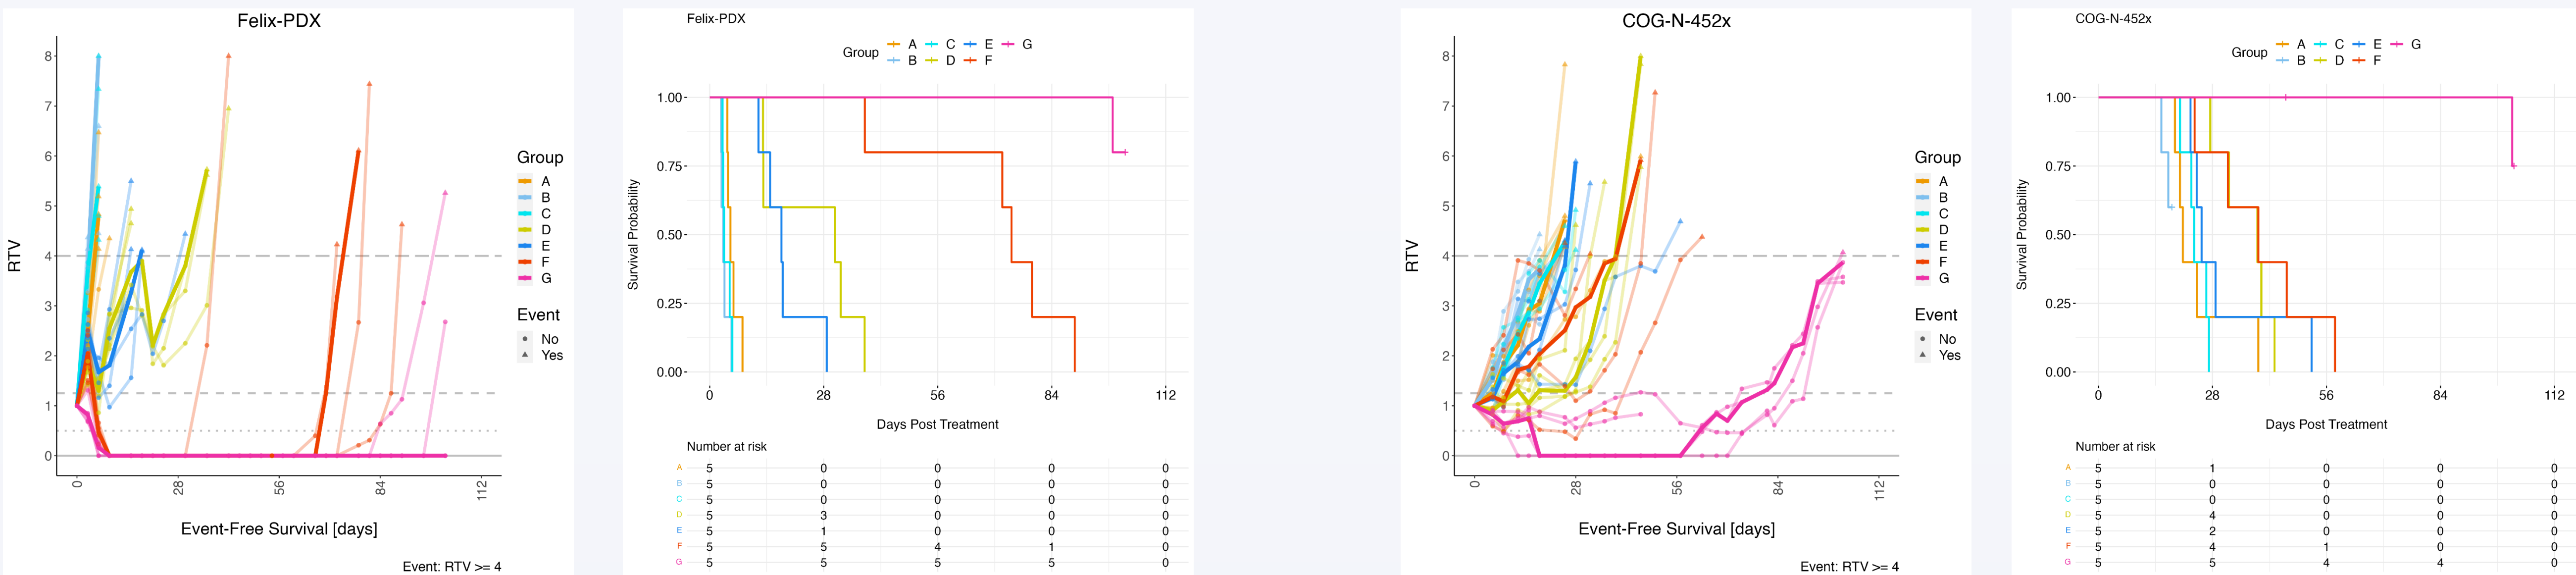 Felix-PDX
RTV
8
7
6
5
4
3
2
1
0
0 28 56 84 112
Event-Free Survival [days]
Event: RTV >= 4
Group
A
B
C
D
E
F
G
Event
No
Yes
Felix-PDX
Group A C E G
B D F
Survival Probability
1.00
0.75
0.50
0.25
0.00
0 28 56 84 112
Days Post Treatment
Number at risk
A 5 0 0 0 0
B 5 0 0 0 0
C 5 0 0 0 0
D 5 3 0 0 0
E 5 1 0 0 0
F 5 5 4 1 0
G 5 5 5 5 0
COG-N-452x
RTV
8
7
6
5
4
3
2
1
0
0 28 56 84 112
Event-Free Survival [days]
Event: RTV >= 4
Group
A
B
C
D
E
F
G
Event
No
Yes
COG-N-452x
Group A C E G
B D F
Survival Probability
1.00
0.75
0.50
0.25
0.00
0 28 56 84 112
Days Post Treatment
Number at risk
A 5 1 0 0 0
B 5 0 0 0 0
C 5 0 0 0 0
D 5 4 0 0 0
E 5 2 0 0 0
F 5 4 1 0 0
G 5 5 4 4 0